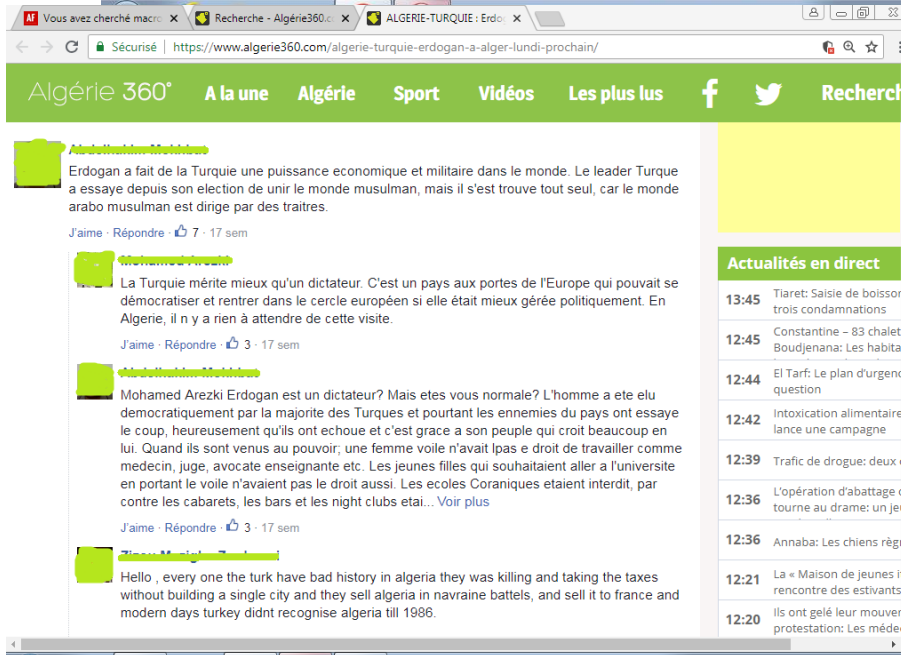 Vous avez cherché macro
Recherche - Algérie360.c
ALGERIE-TURQUIE : Erdo
Sécurisé | https://www.algerie360.com/algerie-turquie-erdogan-a-alger-lundi-prochain/
Algérie 360° A la une Algérie Sport Vidéos Les plus lus f Recherch
Erdogan a fait de la Turquie une puissance economique et militaire dans le monde. Le leader Turque
a essaye depuis son election de unir le monde musulman, mais il s'est trouve tout seul, car le monde
arabo musulman est dirige par des traitres.
J'aime · Répondre · 7 · 17 sem
La Turquie mérite mieux qu'un dictateur. C'est un pays aux portes de l'Europe qui pouvait se
démocratiser et rentrer dans le cercle européen si elle était mieux gérée politiquement. En
Algerie, il n y a rien à attendre de cette visite.
J'aime · Répondre · 3 · 17 sem
Mohamed Arezki Erdogan est un dictateur? Mais etes vous normale? L'homme a ete elu
democratiquement par la majorite des Turques et pourtant les ennemies du pays ont essaye
le coup, heureusement qu'ils ont echoue et c'est grace a son peuple qui croit beaucoup en
lui. Quand ils sont venus au pouvoir; une femme voile n'avait lpas e droit de travailler comme
medecin, juge, avocate enseignante etc. Les jeunes filles qui souhaitaient aller a l'universite
en portant le voile n'avaient pas le droit aussi. Les ecoles Coraniques etaient interdit, par
contre les cabarets, les bars et les night clubs etai... Voir plus
J'aime · Répondre · 3 · 17 sem
Hello , every one the turk have bad history in algeria they was killing and taking the taxes
without building a single city and they sell algeria in navraine battels, and sell it to france and
modern days turkey didnt recognise algeria till 1986.
Actualités en direct
13:45 Tiaret: Saisie de boisson
trois condamnations
12:45 Constantine – 83 chalet
Boudjenana: Les habita
12:44 El Tarf: Le plan d'urgenc
question
12:42 Intoxication alimentaire
lance une campagne
12:39 Trafic de drogue: deux
12:36 L'opération d'abattage
tourne au drame: un jeu
12:36 Annaba: Les chiens règ
12:21 La « Maison de jeunes i
rencontre des estivants
12:20 Ils ont gelé leur mouver
protestation: Les méde